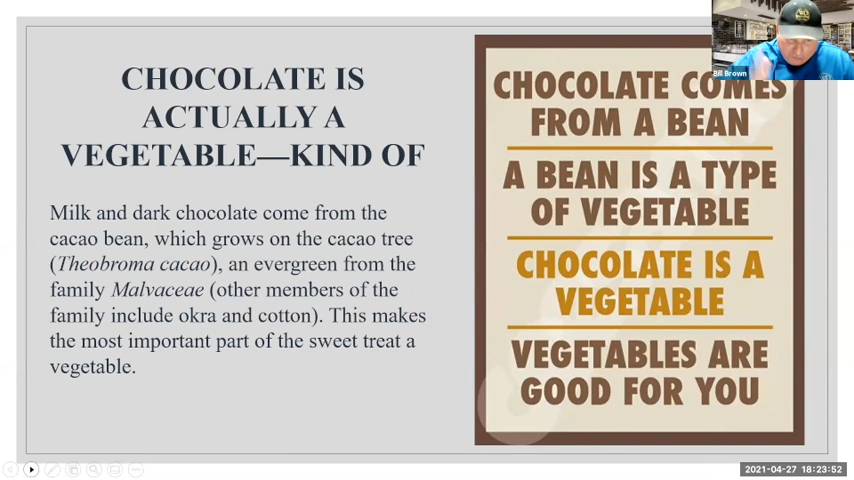 CHOCOLATE IS
ACTUALLY A
VEGETABLE—KIND OF
Milk and dark chocolate come from the
cacao bean, which grows on the cacao tree
(Theobroma cacao), an evergreen from the
family Malvaceae (other members of the
family include okra and cotton). This makes
the most important part of the sweet treat a
vegetable.
CHOCOLATE COMES
FROM A BEAN
A BEAN IS A TYPE
OF VEGETABLE
CHOCOLATE IS A
VEGETABLE
VEGETABLES ARE
GOOD FOR YOU
Bill Brown
2021-04-27 18:23:52